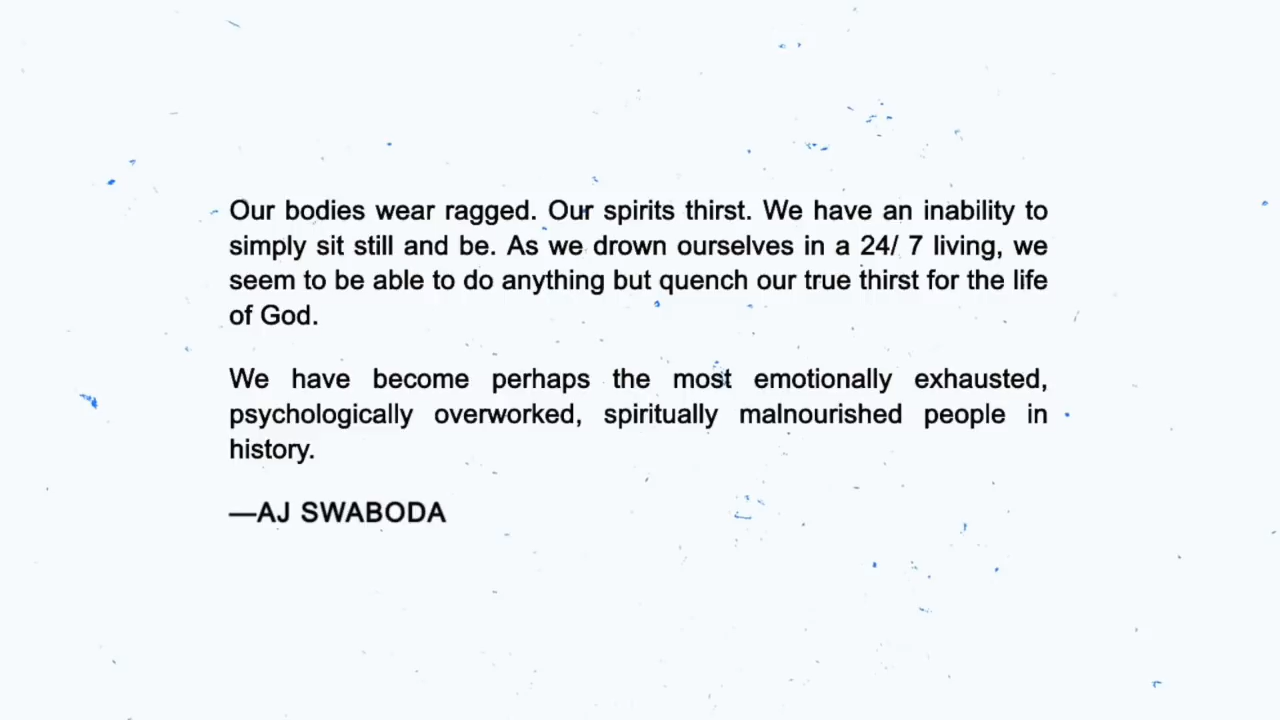 Our bodies wear ragged. Our spirits thirst. We have an inability to
simply sit still and be. As we drown ourselves in a 24/ 7 living, we
seem to be able to do anything but quench our true thirst for the life
of God.
We have become perhaps the most emotionally exhausted,
psychologically overworked, spiritually malnourished people in
history.
—AJ SWABODA